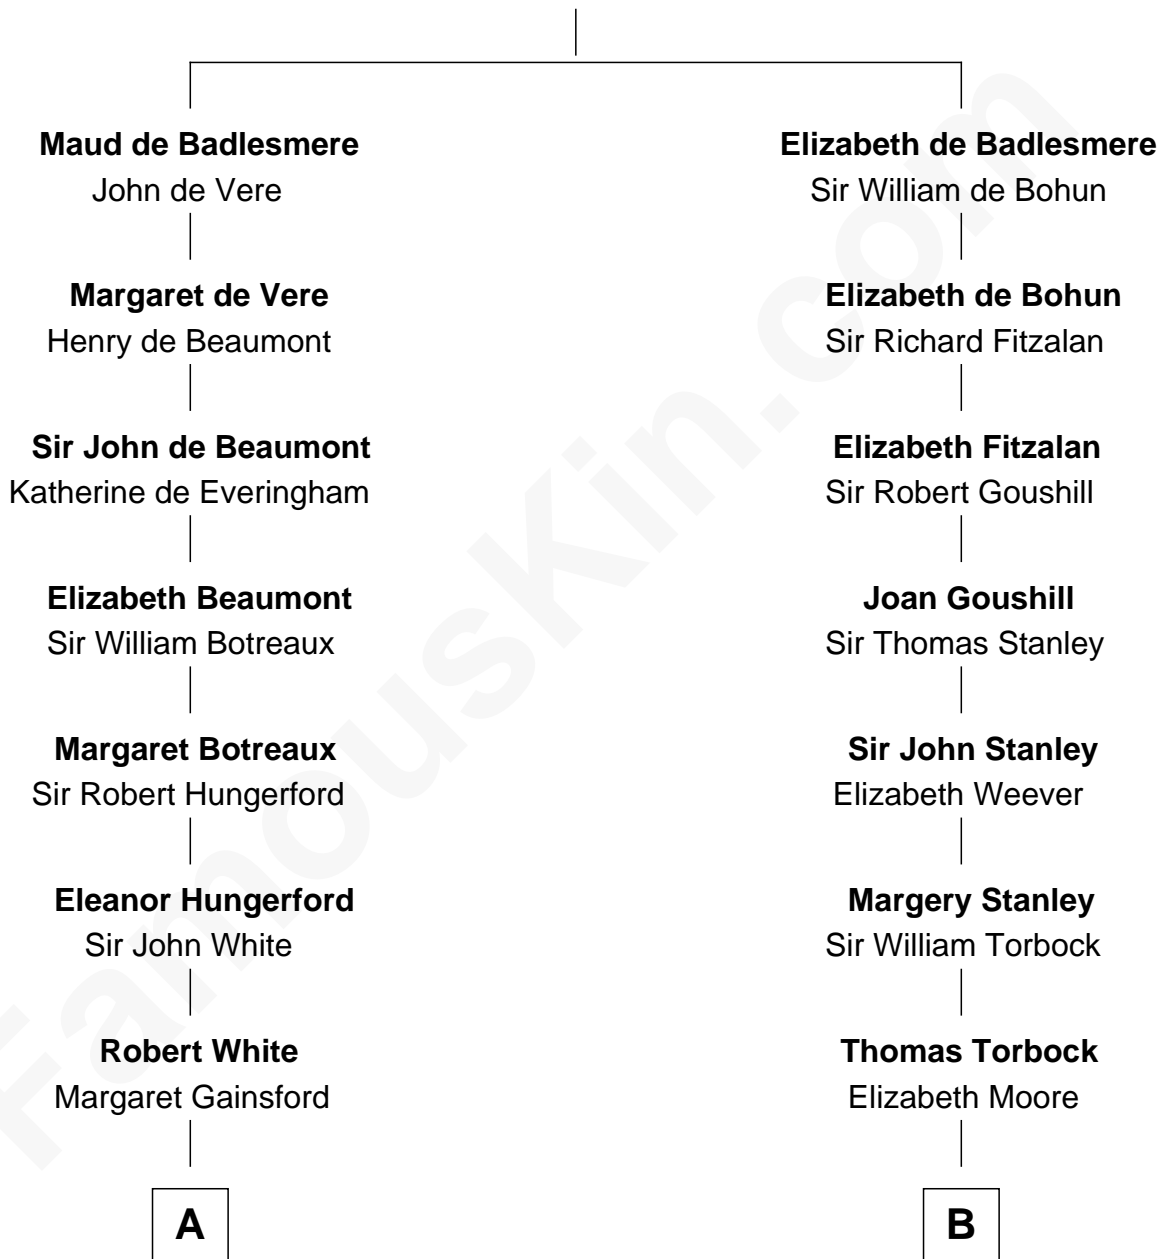 Maud de Badlesmere
John de Vere
Margaret de Vere
Henry de Beaumont
Sir John de Beaumont
Katherine de Everingham
Elizabeth Beaumont
Sir William Botreaux
Margaret Botreaux
Sir Robert Hungerford
Eleanor Hungerford
Sir John White
Robert White
Margaret Gainsford
A
Elizabeth de Badlesmere
Sir William de Bohun
Elizabeth de Bohun
Sir Richard Fitzalan
Elizabeth Fitzalan
Sir Robert Goushill
Joan Goushill
Sir Thomas Stanley
Sir John Stanley
Elizabeth Weever
Margery Stanley
Sir William Torbock
Thomas Torbock
Elizabeth Moore
B
FamousKin.com